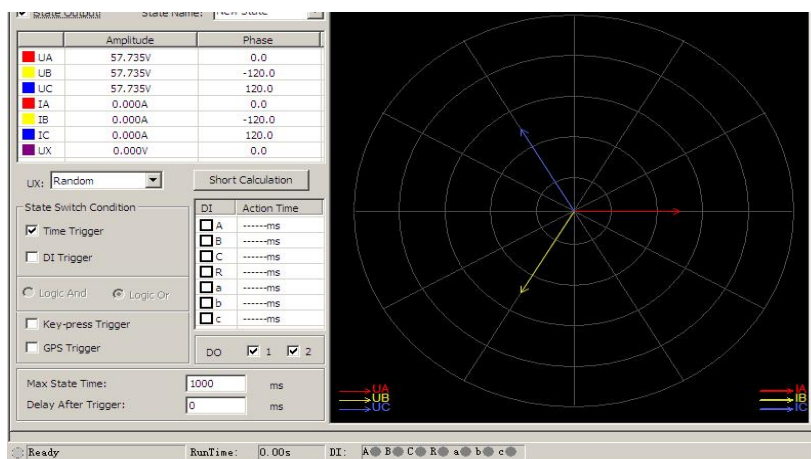 State Output State Name: New State
Amplitude Phase
UA 57.735V 0.0
UB 57.735V -120.0
UC 57.735V 120.0
IA 0.000A 0.0
IB 0.000A -120.0
IC 0.000A 120.0
UX 0.000V 0.0
UX: Random Short Calculation
State Switch Condition
Time Trigger
DI Trigger
Logic And Logic Or
Key-press Trigger
GPS Trigger
DI Action Time
A ------ms
B ------ms
C ------ms
R ------ms
a ------ms
b ------ms
c ------ms
DO 1 2
Max State Time: 1000 ms
Delay After Trigger: 0 ms
UA
UB
UC
IA
IB
IC
Ready RunTime: 0.00s DI: A B C R a b c